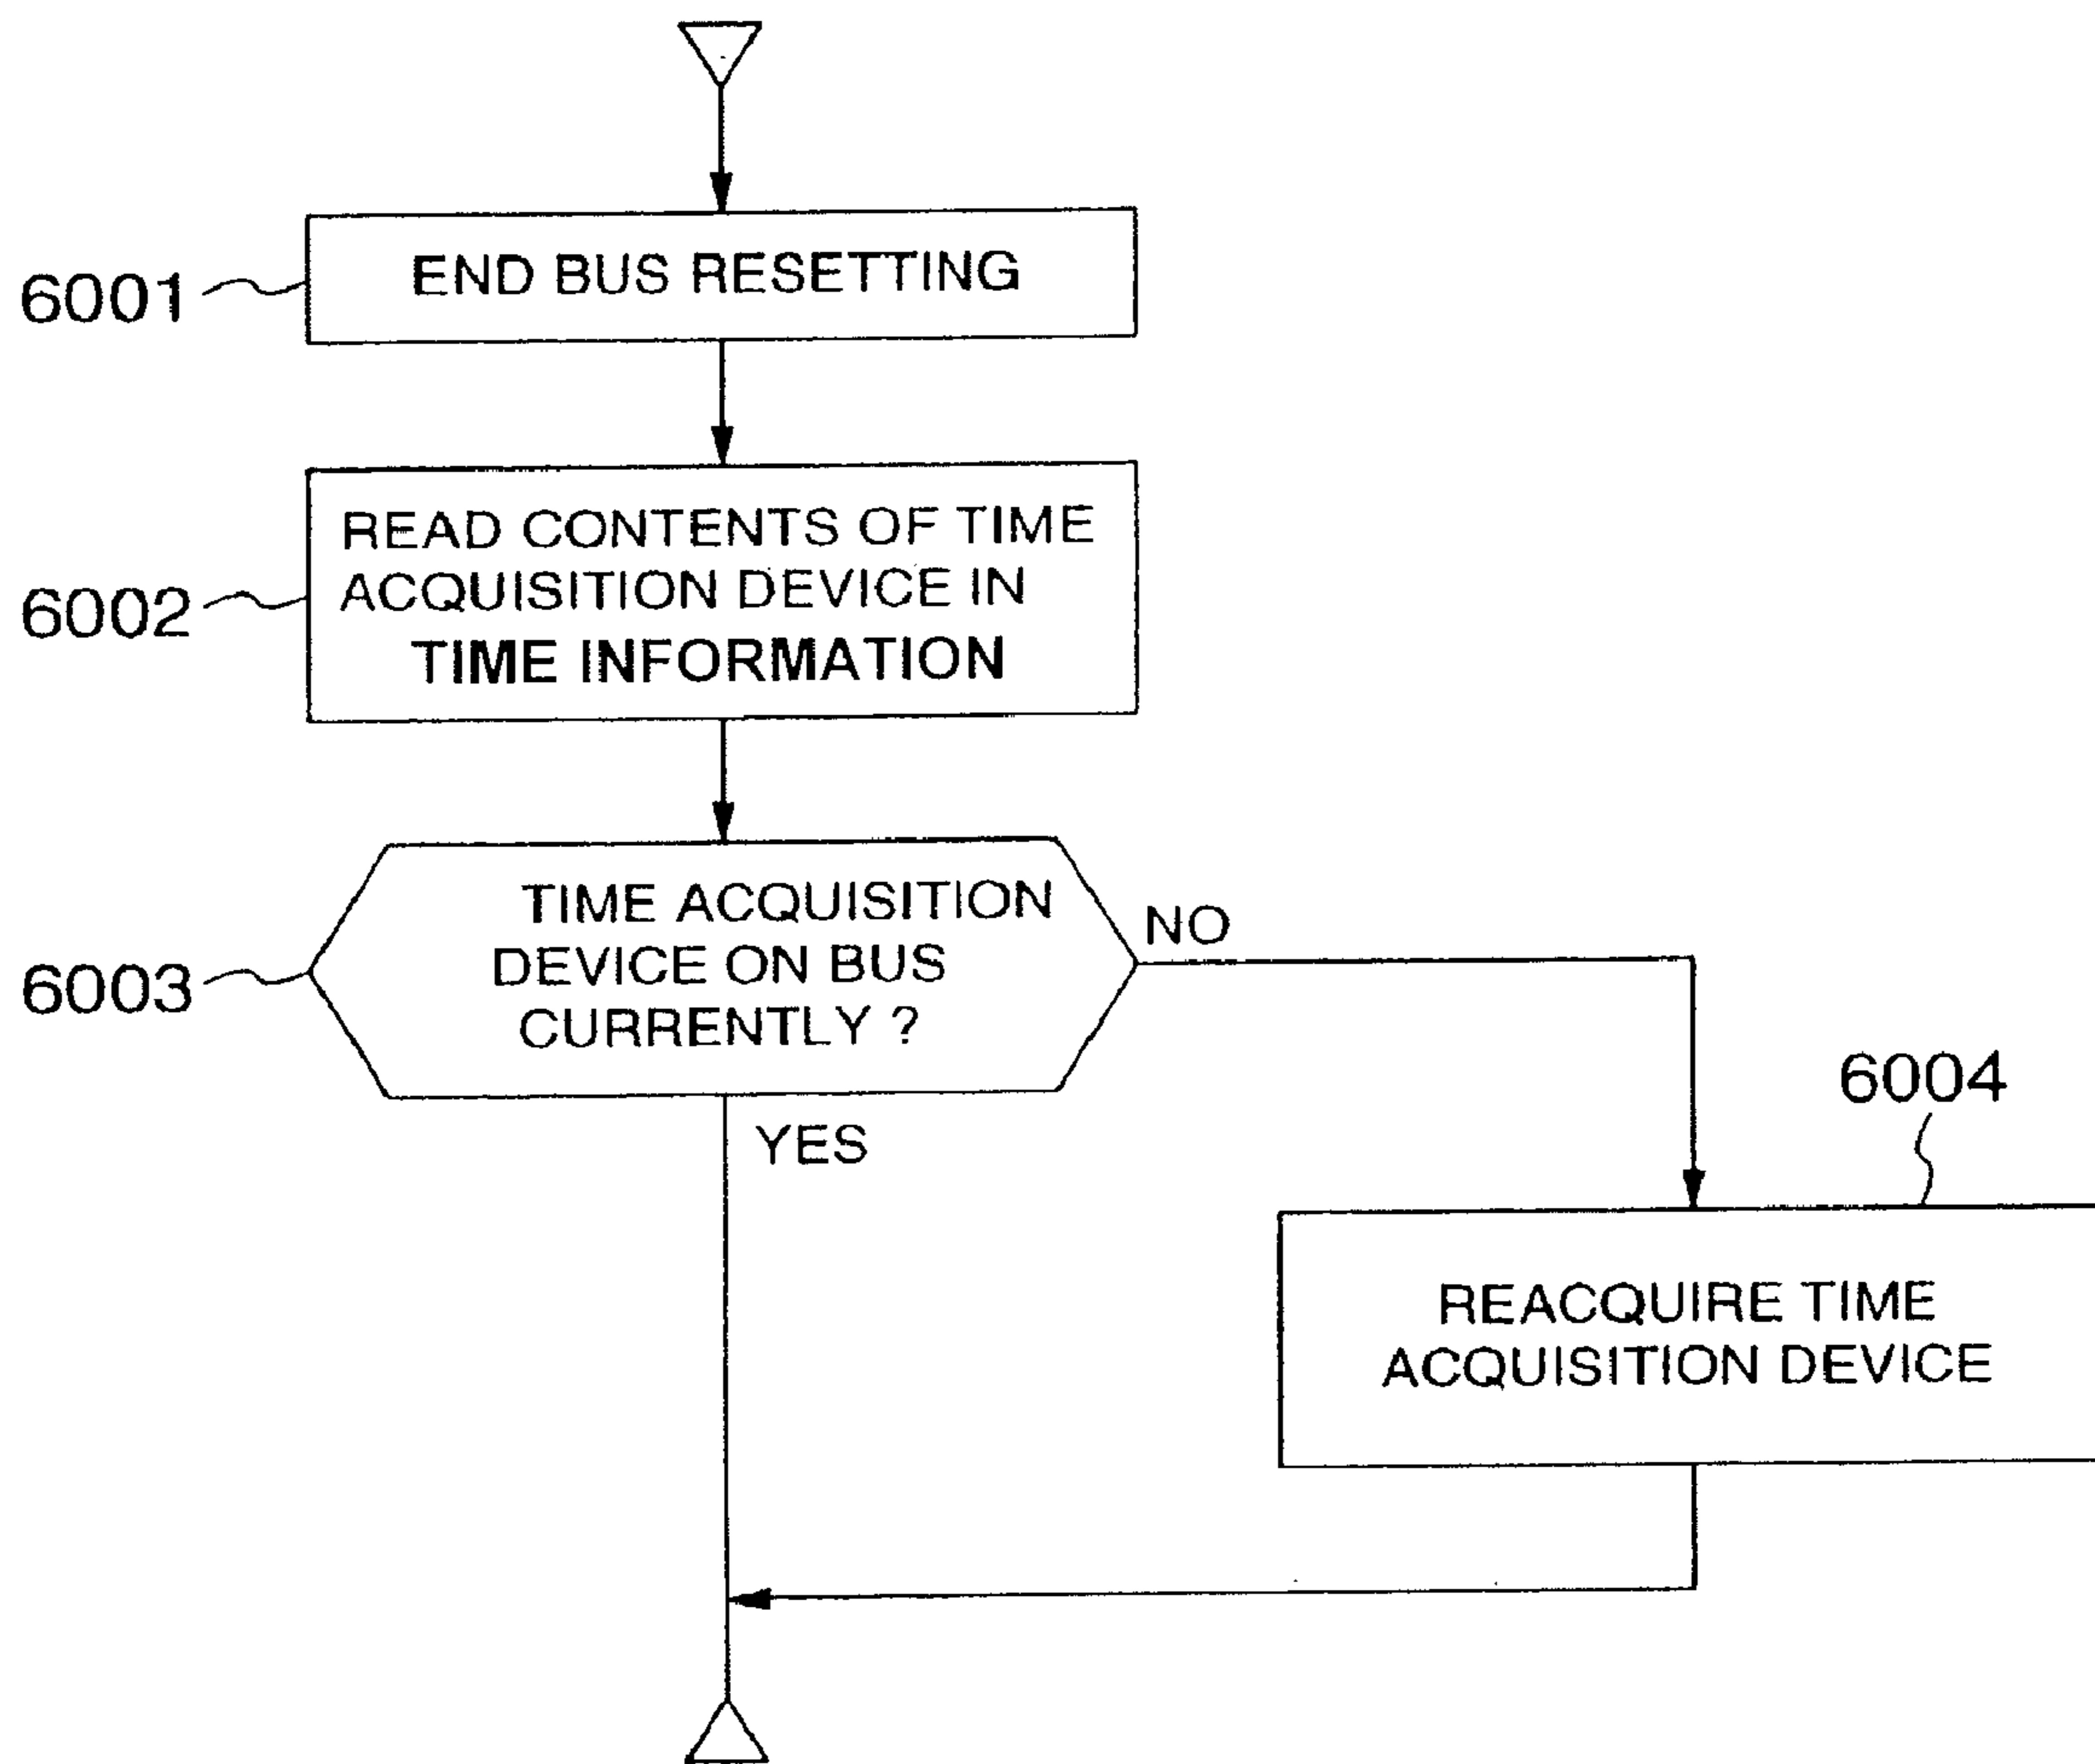 6001
END BUS RESETTING
6002
READ CONTENTS OF TIME
ACQUISITION DEVICE IN
TIME INFORMATION
6003
TIME ACQUISITION
DEVICE ON BUS
CURRENTLY ?
NO
YES
6004
REACQUIRE TIME
ACQUISITION DEVICE